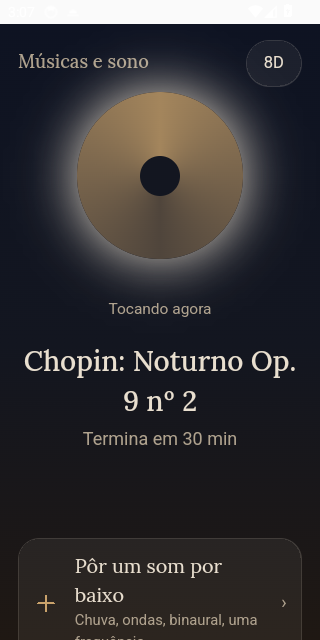 Músicas e sono
8D
Tocando agora
Chopin: Noturno Op.
9 nº 2
Termina em 30 min
Pôr um som por
baixo
Chuva, ondas, binaural, uma